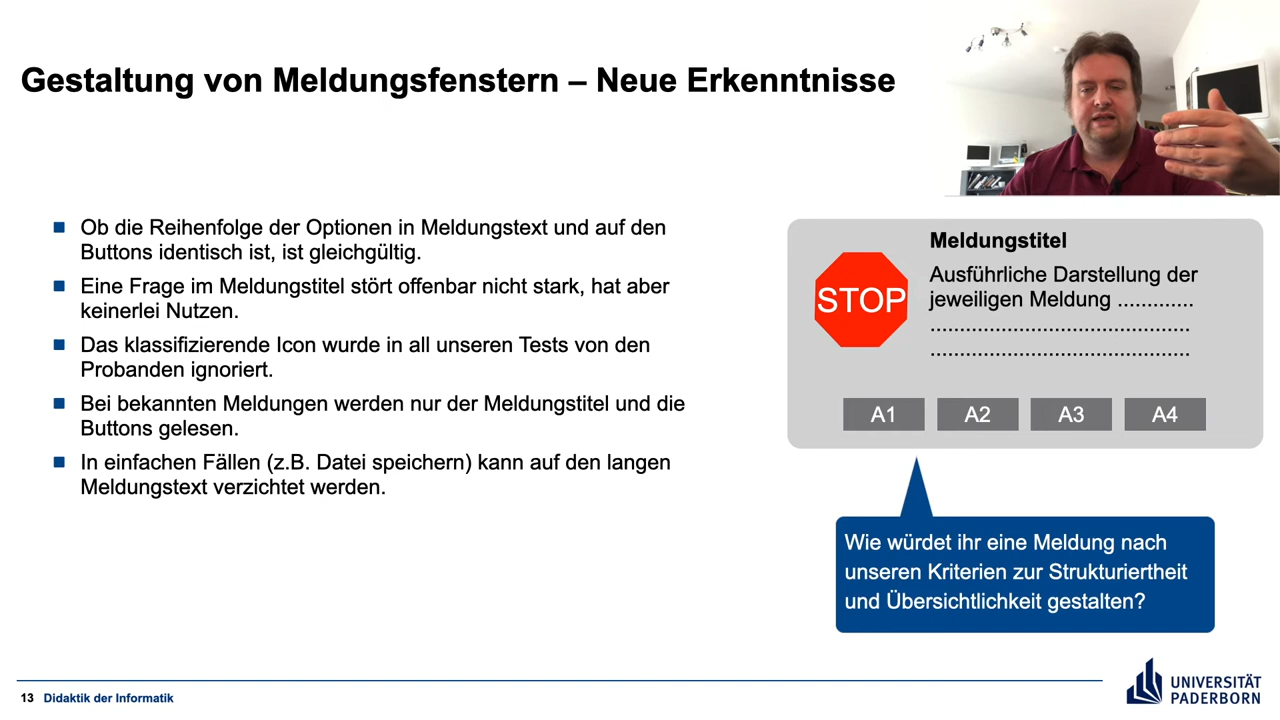 Gestaltung von Meldungsfenstern – Neue Erkenntnisse
Ob die Reihenfolge der Optionen in Meldungstext und auf den
Buttons identisch ist, ist gleichgültig.
Eine Frage im Meldungstitel stört offenbar nicht stark, hat aber
keinerlei Nutzen.
Das klassifizierende Icon wurde in all unseren Tests von den
Probanden ignoriert.
Bei bekannten Meldungen werden nur der Meldungstitel und die
Buttons gelesen.
In einfachen Fällen (z.B. Datei speichern) kann auf den langen
Meldungstext verzichtet werden.
Meldungstitel
Ausführliche Darstellung der
jeweiligen Meldung .............
...........................................
...........................................
STOP
A1 A2 A3 A4
Wie würdet ihr eine Meldung nach
unseren Kriterien zur Strukturiertheit
und Übersichtlichkeit gestalten?
13 Didaktik der Informatik
UNIVERSITÄT
PADERBORN